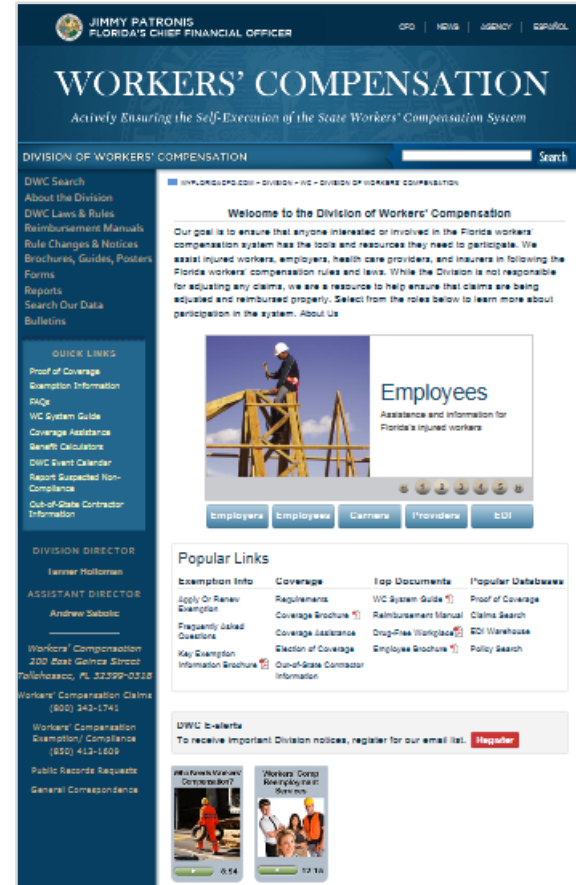 JIMMY PATRONIS
FLORIDA'S CHIEF FINANCIAL OFFICER
CFO | NEWS | AGENCY | ESPAÑOL
WORKERS' COMPENSATION
Actively Ensuring the Self-Execution of the State Workers' Compensation System
DIVISION OF WORKERS' COMPENSATION
Search
DWC Search
About the Division
DWC Laws & Rules
Reimbursement Manuals
Rule Changes & Notices
Brochures, Guides, Posters
Forms
Reports
Search Our Data
Bulletins
QUICK LINKS
Proof of Coverage
Exemption Information
FAQs
WC System Guide
Coverage Assistance
Benefit Calculators
DWC Event Calendar
Report Suspected Non-
Compliance
Out-of-State Contractor
Information
DIVISION DIRECTOR
Tanner Holloman
ASSISTANT DIRECTOR
Andrew Sabolic
Workers' Compensation
200 East Gaines Street
Tallahassee, FL 32399-0318
Workers' Compensation Claims
(800) 342-1741
Workers' Compensation
Exemption/ Compliance
(850) 413-1609
Public Records Requests
General Correspondence
MYFLORIDACFO.COM > DIVISION > WC > DIVISION OF WORKERS' COMPENSATION
Welcome to the Division of Workers' Compensation
Our goal is to ensure that anyone interested or involved in the Florida workers'
compensation system has the tools and resources they need to participate. We
assist injured workers, employers, health care providers, and insurers in following the
Florida workers' compensation rules and laws. While the Division is not responsible
for adjusting any claims, we are a resource to help ensure that claims are being
adjusted and reimbursed properly. Select from the roles below to learn more about
participation in the system. About Us
Employees
Assistance and information for
Florida's injured workers
« 1 2 3 4 5 »
Employers Employees Carriers Providers EDI
Popular Links
Exemption Info
Apply Or Renew
Exemption
Frequently Asked
Questions
Key Exemption
Information Brochure
Coverage
Requirements
Coverage Brochure
Coverage Assistance
Election of Coverage
Out-of-State Contractor
Information
Top Documents
WC System Guide
Reimbursement Manual
Drug-Free Workplace
Employee Brochure
Popular Databases
Proof of Coverage
Claims Search
EDI Warehouse
Policy Search
DWC E-alerts
To receive important Division notices, register for our email list. Register
Who Needs Workers'
Compensation?
8:54
Workers' Comp
Reemployment
Services
12:18